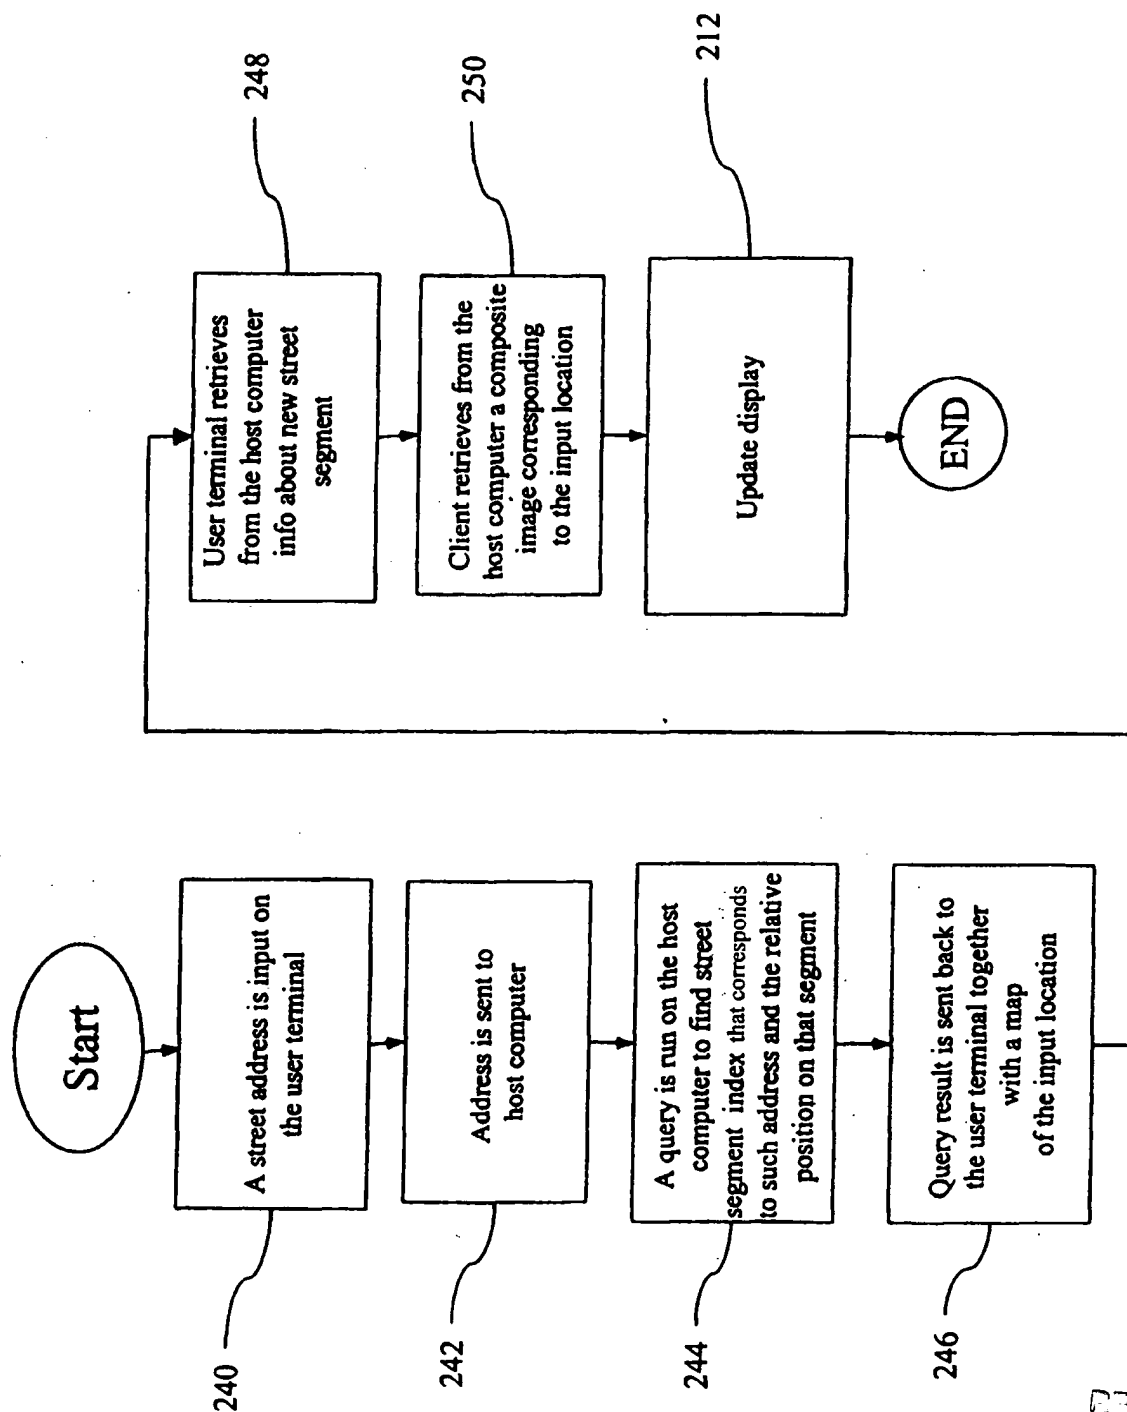 Start
A street address is input on
the user terminal
240
Address is sent to
host computer
242
A query is run on the host
computer to find street
segment index that corresponds
to such address and the relative
position on that segment
244
Query result is sent back to
the user terminal together
with a map
of the input location
246
User terminal retrieves
from the host computer
info about new street
segment
248
Client retrieves from the
host computer a composite
image corresponding
to the input location
250
Update display
212
END